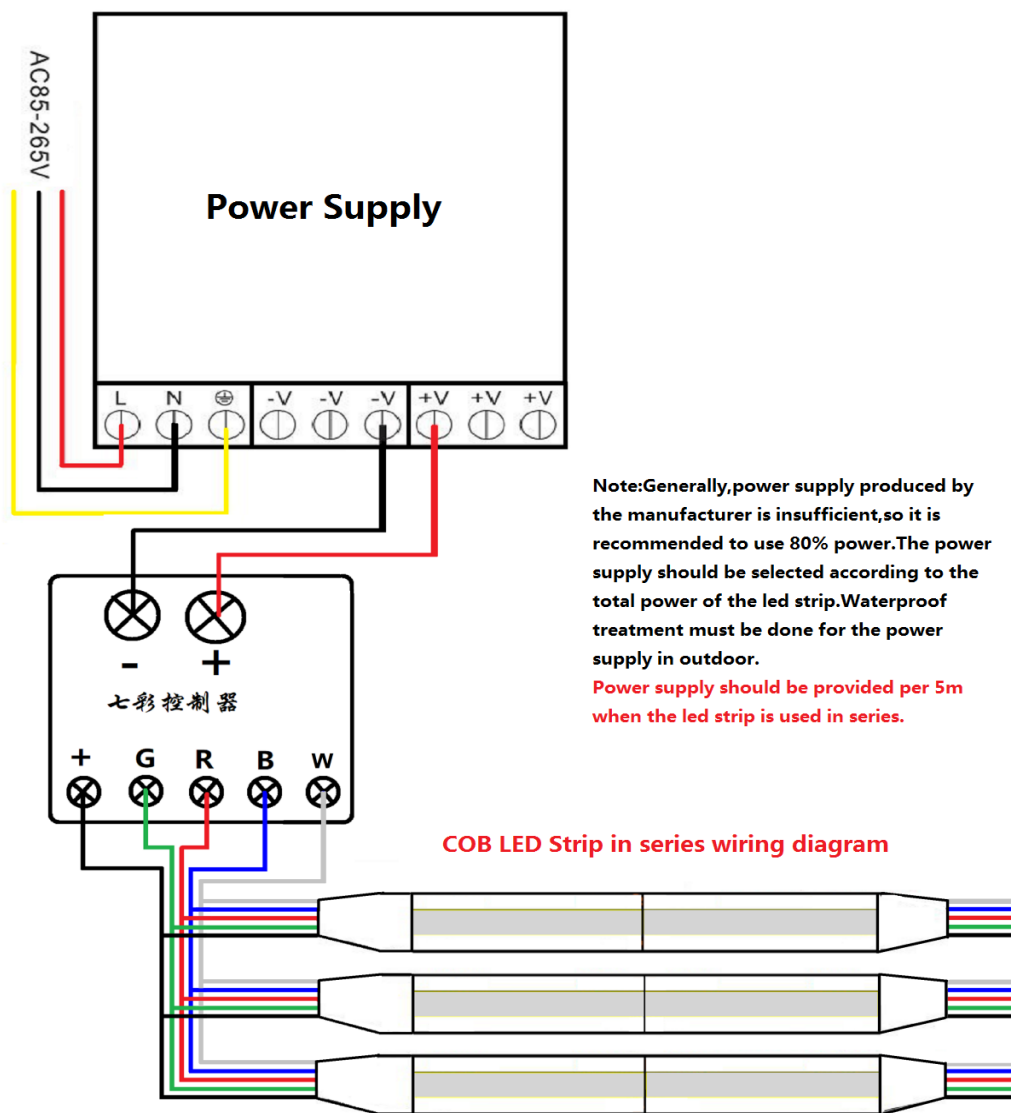 AC85-265V
Power Supply
L N -V -V -V +V +V +V
Note:Generally,power supply produced by
the manufacturer is insufficient,so it is
recommended to use 80% power.The power
supply should be selected according to the
total power of the led strip.Waterproof
treatment must be done for the power
supply in outdoor.
Power supply should be provided per 5m
when the led strip is used in series.
- +
七彩控制器
+ G R B W
COB LED Strip in series wiring diagram